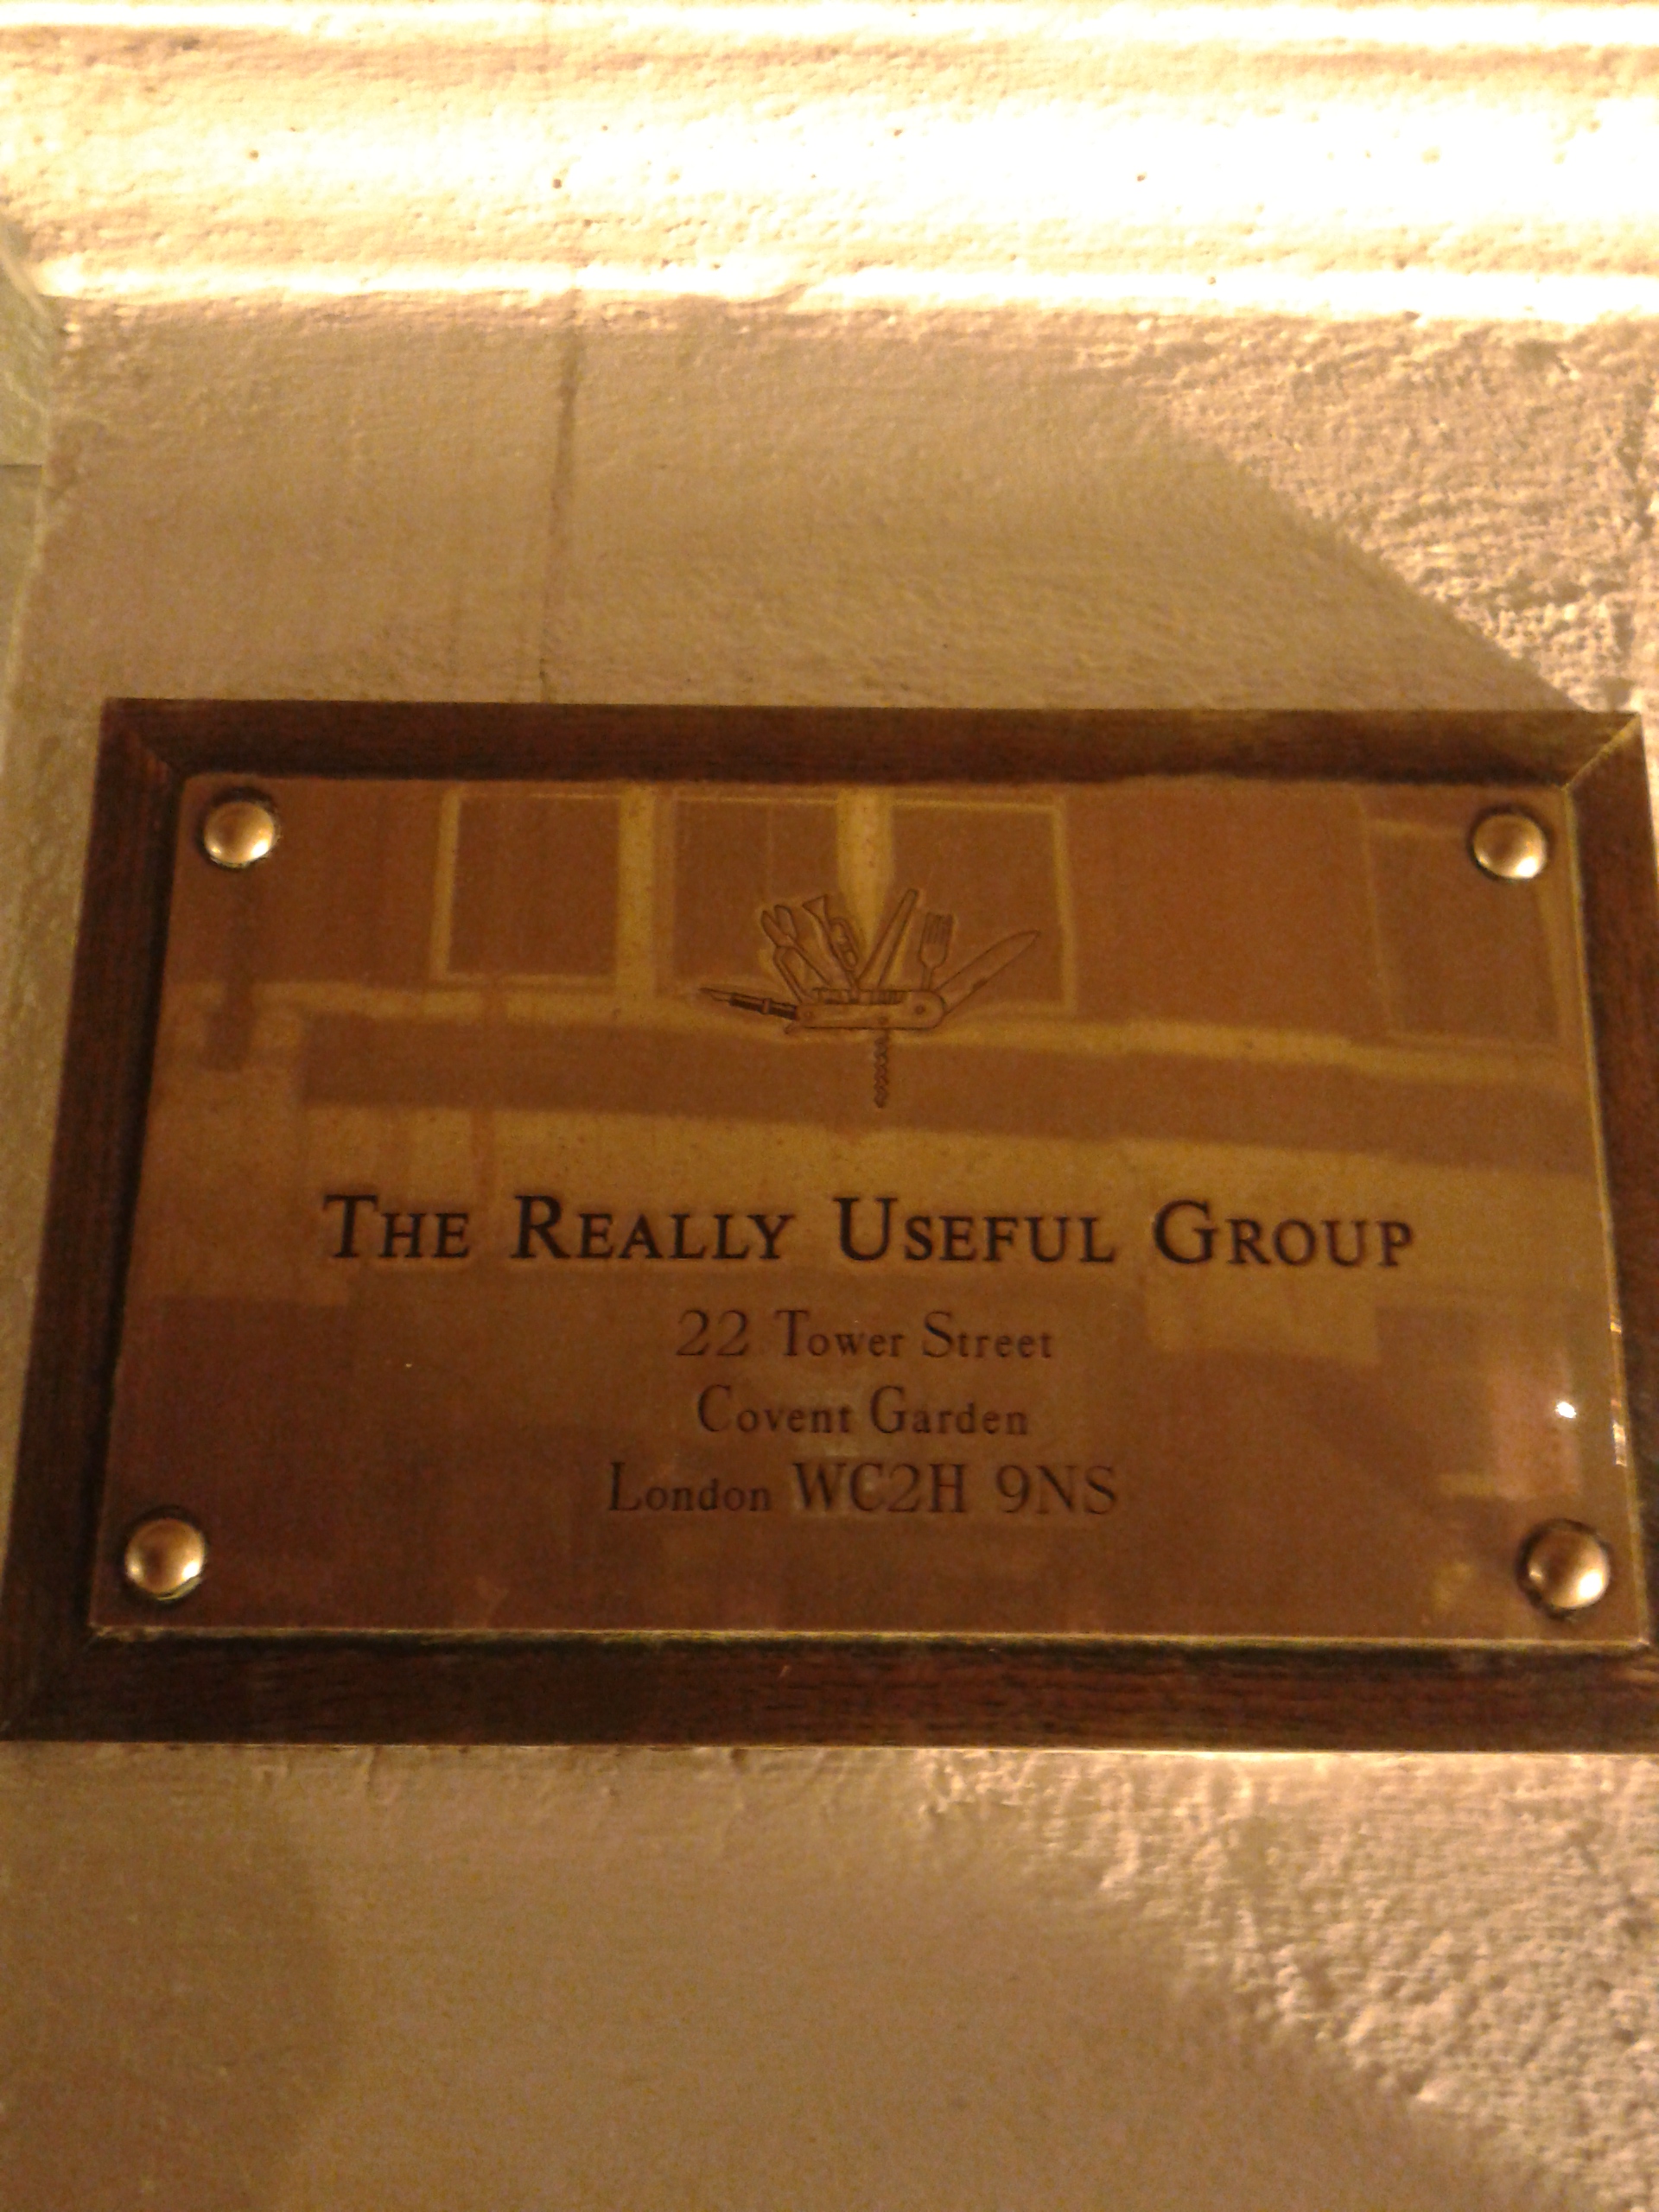 The Really Useful Group
22 Tower Street
Covent Garden
London WC2H 9NS